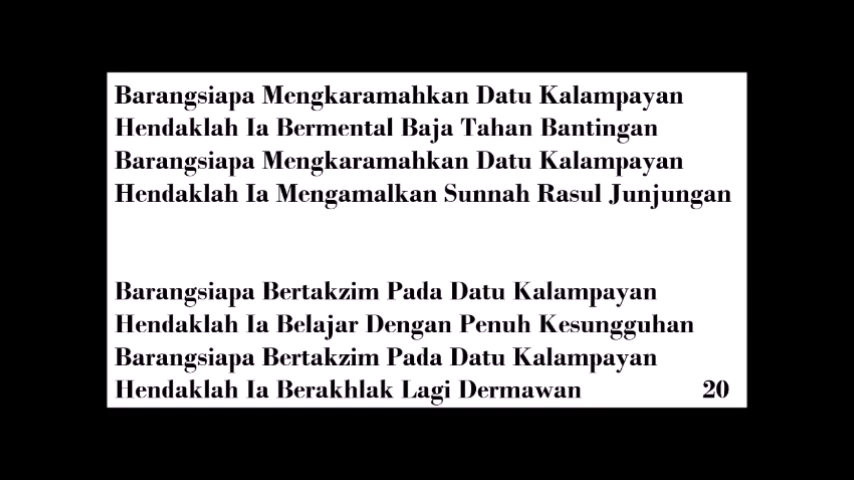 Barangsiapa Mengkaramahkan Datu Kalampayan
Hendaklah Ia Bermental Baja Tahan Bantingan
Barangsiapa Mengkaramahkan Datu Kalampayan
Hendaklah Ia Mengamalkan Sunnah Rasul Junjungan
Barangsiapa Bertakzim Pada Datu Kalampayan
Hendaklah Ia Belajar Dengan Penuh Kesungguhan
Barangsiapa Bertakzim Pada Datu Kalampayan
Hendaklah Ia Berakhlak Lagi Dermawan 20